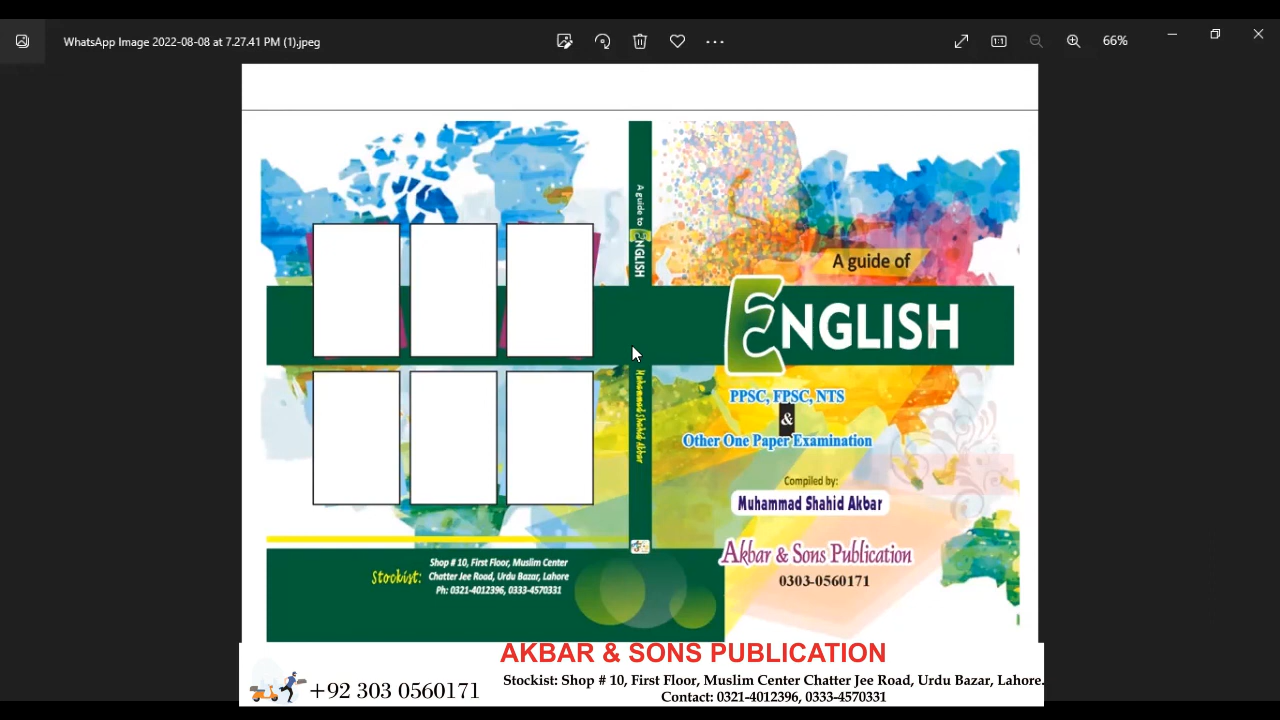 WhatsApp Image 2022-08-08 at 7.27.41 PM (1).jpeg
1:1
66%
A guide to ENGLISH
Muhammad Shahid Akbar
A guide of
ENGLISH
PPSC, FPSC, NTS
&
Other One Paper Examination
Compiled by:
Muhammad Shahid Akbar
Akbar & Sons Publication
0303-0560171
Stockist:
Shop # 10, First Floor, Muslim Center
Chatter Jee Road, Urdu Bazar, Lahore
Ph: 0321-4012396, 0333-4570331
AKBAR & SONS PUBLICATION
+92 303 0560171
Stockist: Shop # 10, First Floor, Muslim Center Chatter Jee Road, Urdu Bazar, Lahore.
Contact: 0321-4012396, 0333-4570331